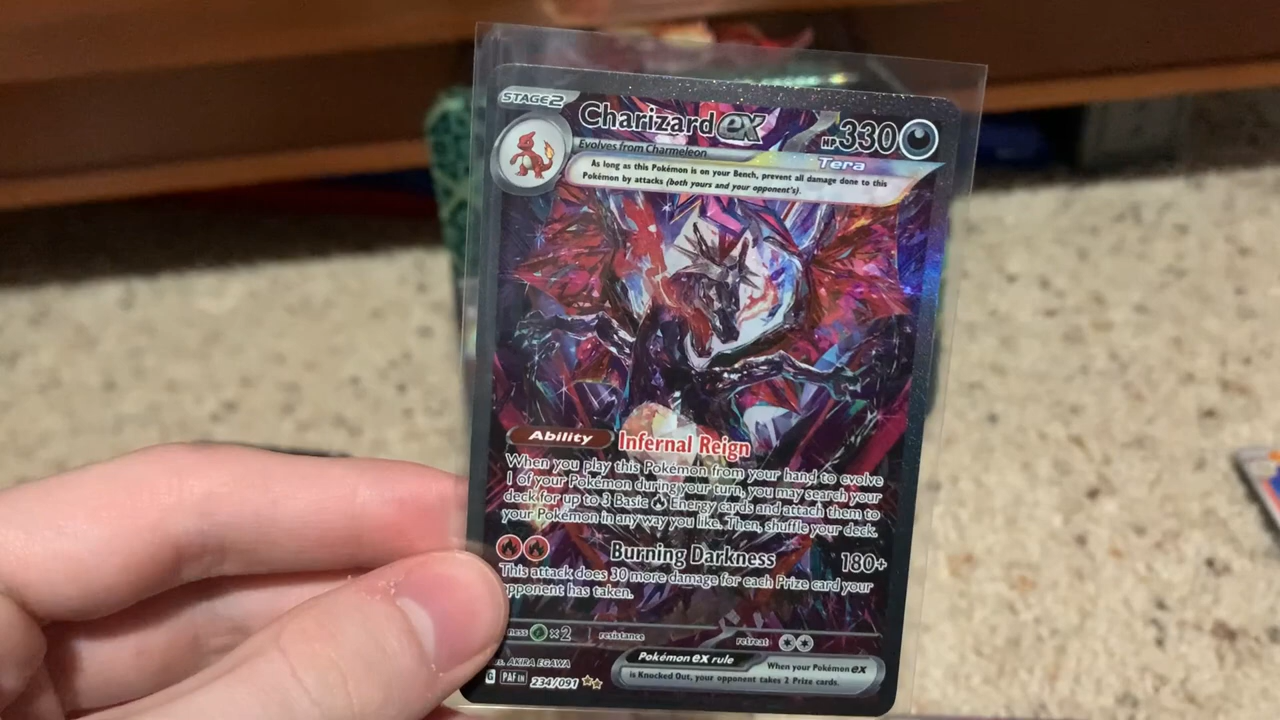 STAGE2
Charizard ex HP 330
Evolves from Charmeleon
Tera
As long as this Pokémon is on your Bench, prevent all damage done to this
Pokémon by attacks (both yours and your opponent's).
Ability Infernal Reign
When you play this Pokémon from your hand to evolve
1 of your Pokémon during your turn, you may search your
deck for up to 3 Basic Energy cards and attach them to
your Pokémon in any way you like. Then, shuffle your deck.
Burning Darkness 180+
This attack does 30 more damage for each Prize card your
opponent has taken.
ness ×2 resistance retreat
AKIRA EGAWA
Pokémon ex rule When your Pokémon ex
is Knocked Out, your opponent takes 2 Prize cards.
G PAF EN 234/091